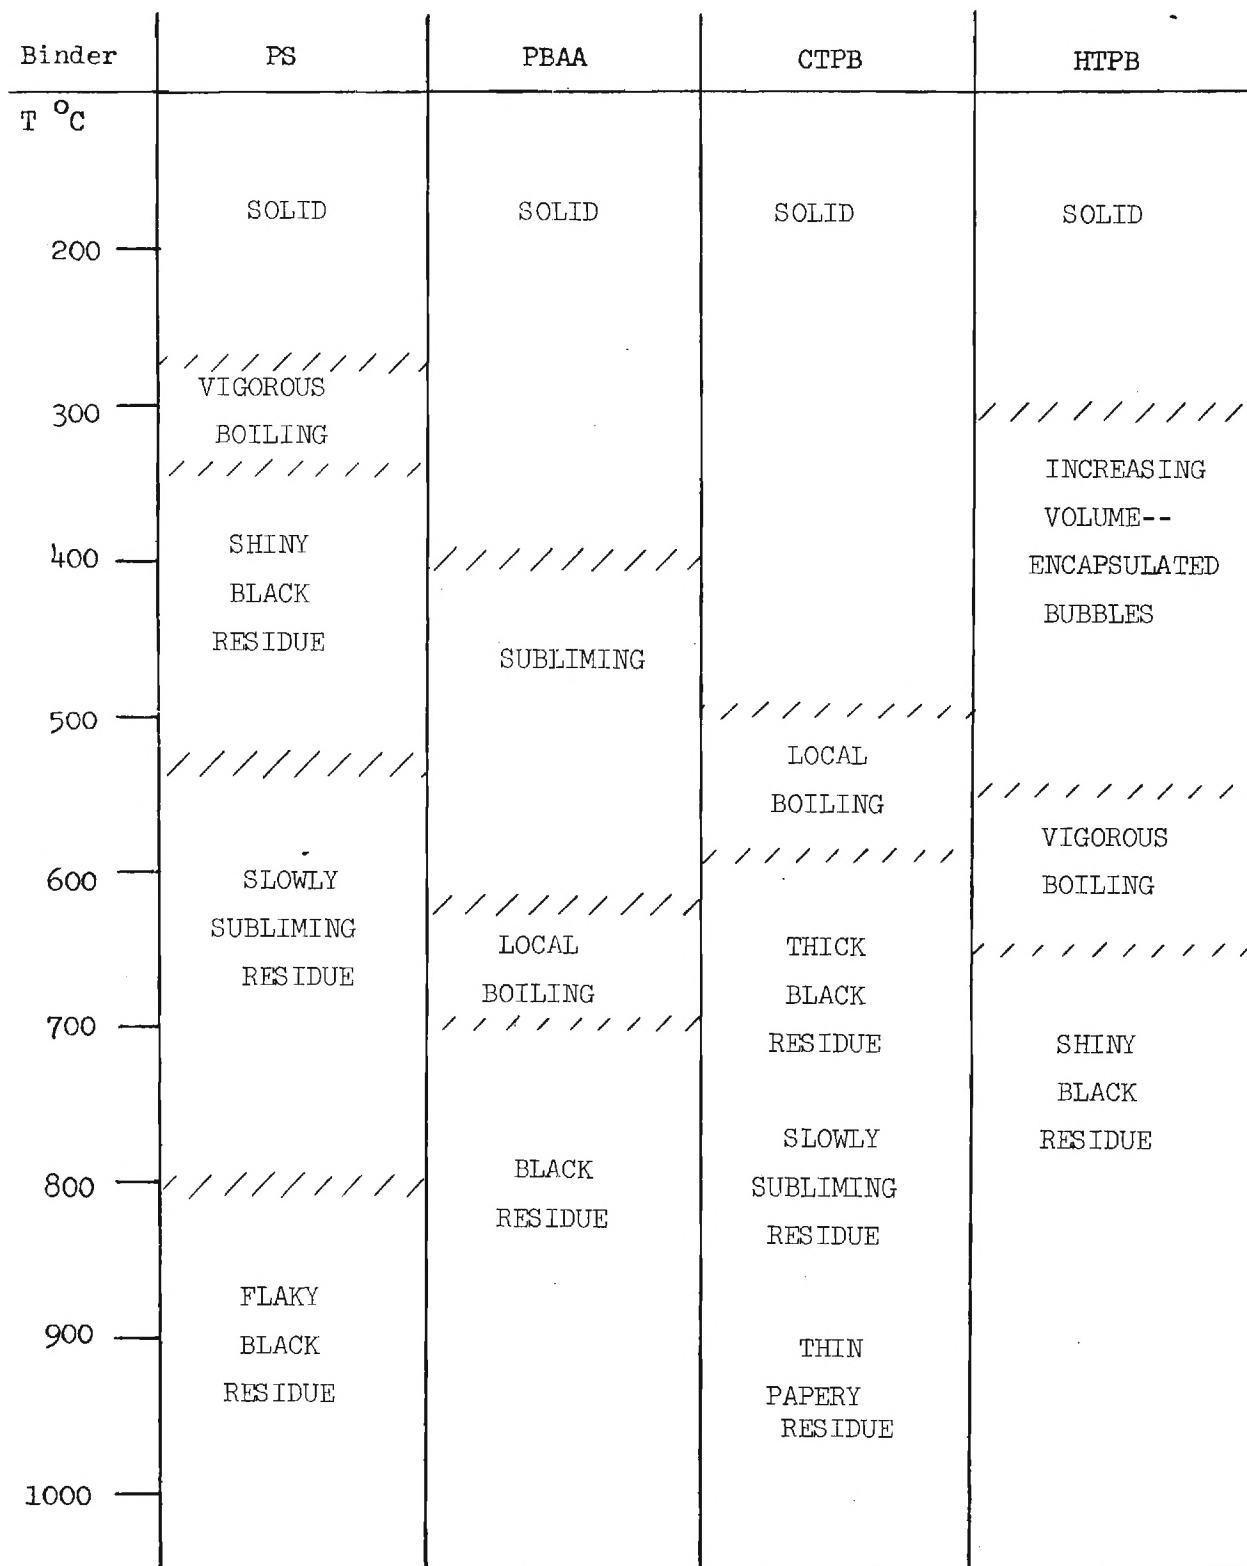 Binder PS PBAA CTPB HTPB
T °C
SOLID SOLID SOLID SOLID
200
VIGOROUS
300
BOILING
INCREASING
VOLUME--
SHINY
400
ENCAPSULATED
BLACK
BUBBLES
RESIDUE
SUBLIMING
500
LOCAL
BOILING
VIGOROUS
600
SLOWLY
BOILING
SUBLIMING
LOCAL
THICK
RESIDUE
BOILING
BLACK
700
RESIDUE
SHINY
BLACK
SLOWLY
RESIDUE
BLACK
800
SUBLIMING
RESIDUE
RESIDUE
FLAKY
900
BLACK
THIN
RESIDUE
PAPERY
RESIDUE
1000